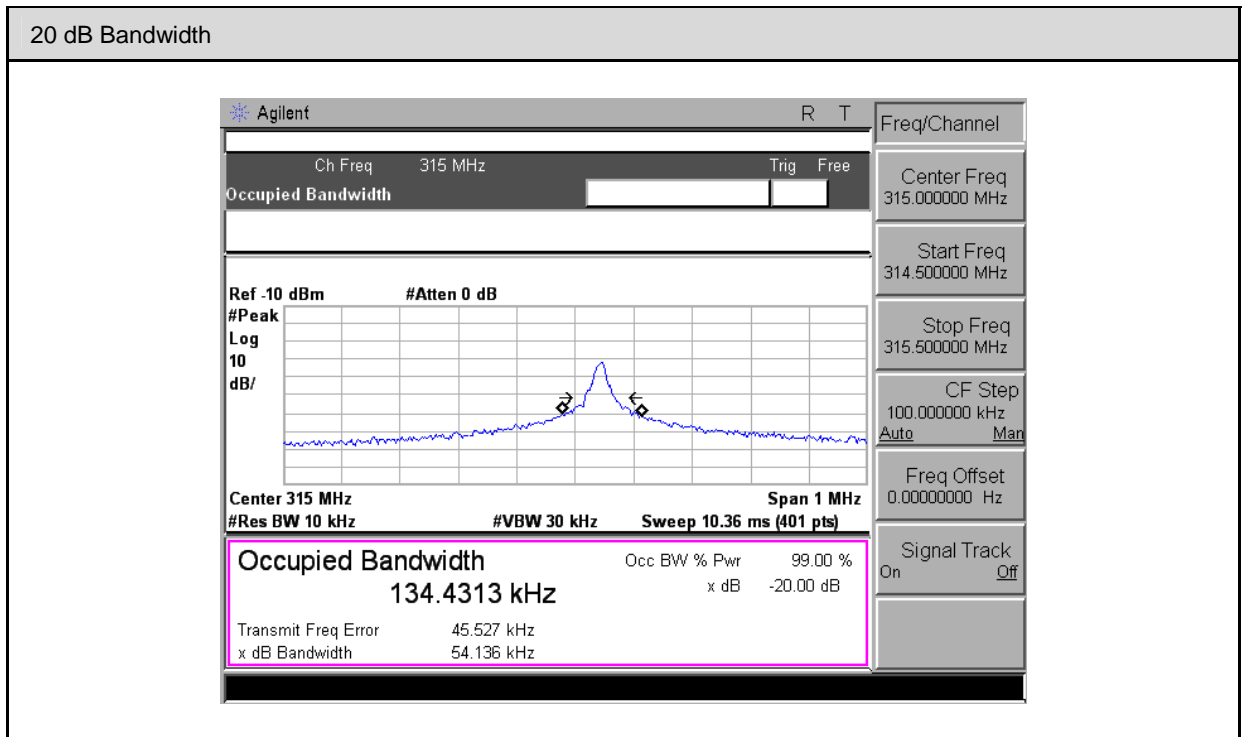 20 dB Bandwidth
Agilent R T
Ch Freq 315 MHz Trig Free
Occupied Bandwidth
Ref -10 dBm #Atten 0 dB
#Peak
Log
10
dB/
Center 315 MHz Span 1 MHz
#Res BW 10 kHz #VBW 30 kHz Sweep 10.36 ms (401 pts)
Occupied Bandwidth Occ BW % Pwr 99.00 %
134.4313 kHz x dB -20.00 dB
Transmit Freq Error 45.527 kHz
x dB Bandwidth 54.136 kHz
Freq/Channel
Center Freq
315.000000 MHz
Start Freq
314.500000 MHz
Stop Freq
315.500000 MHz
CF Step
100.000000 kHz
Auto Man
Freq Offset
0.00000000 Hz
Signal Track
On Off